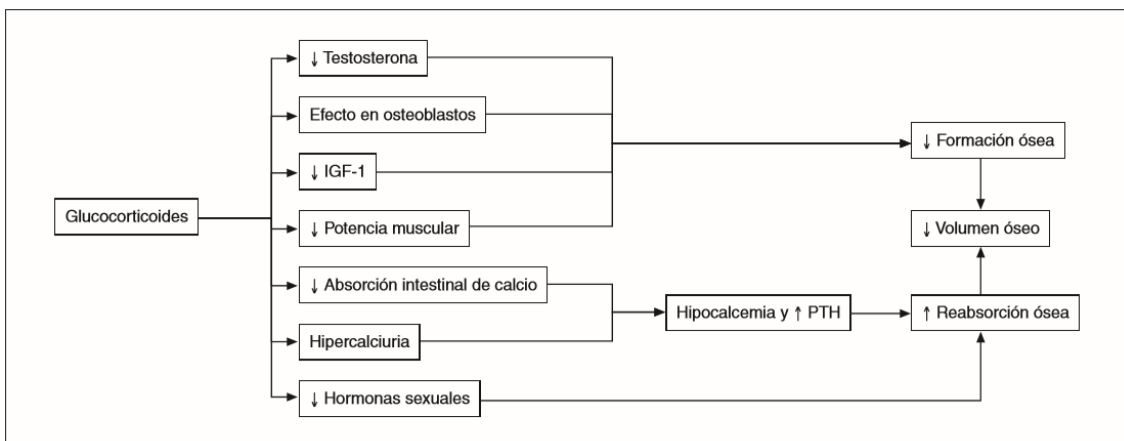 ↓ Testosterona
Efecto en osteoblastos
↓ Formación ósea
↓ IGF-1
Glucocorticoides
↓ Potencia muscular
↓ Volumen óseo
↓ Absorción intestinal de calcio
Hipocalcemia y ↑ PTH
↑ Reabsorción ósea
Hipercalciuria
↓ Hormonas sexuales